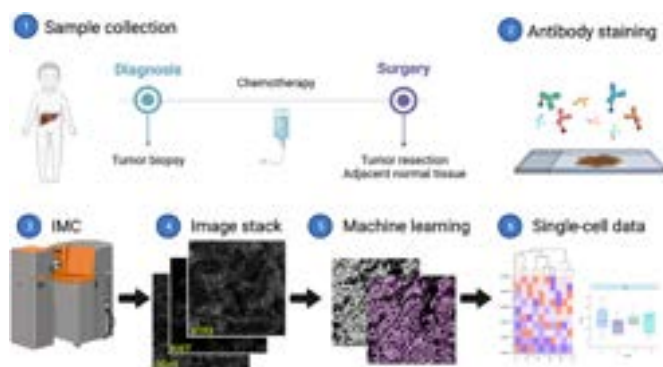 1 Sample collection
Diagnosis
Chemotherapy
Surgery
Tumor biopsy
Tumor resection
Adjacent normal tissue
2 Antibody staining
3 IMC
4 Image stack
5 Machine learning
6 Single-cell data